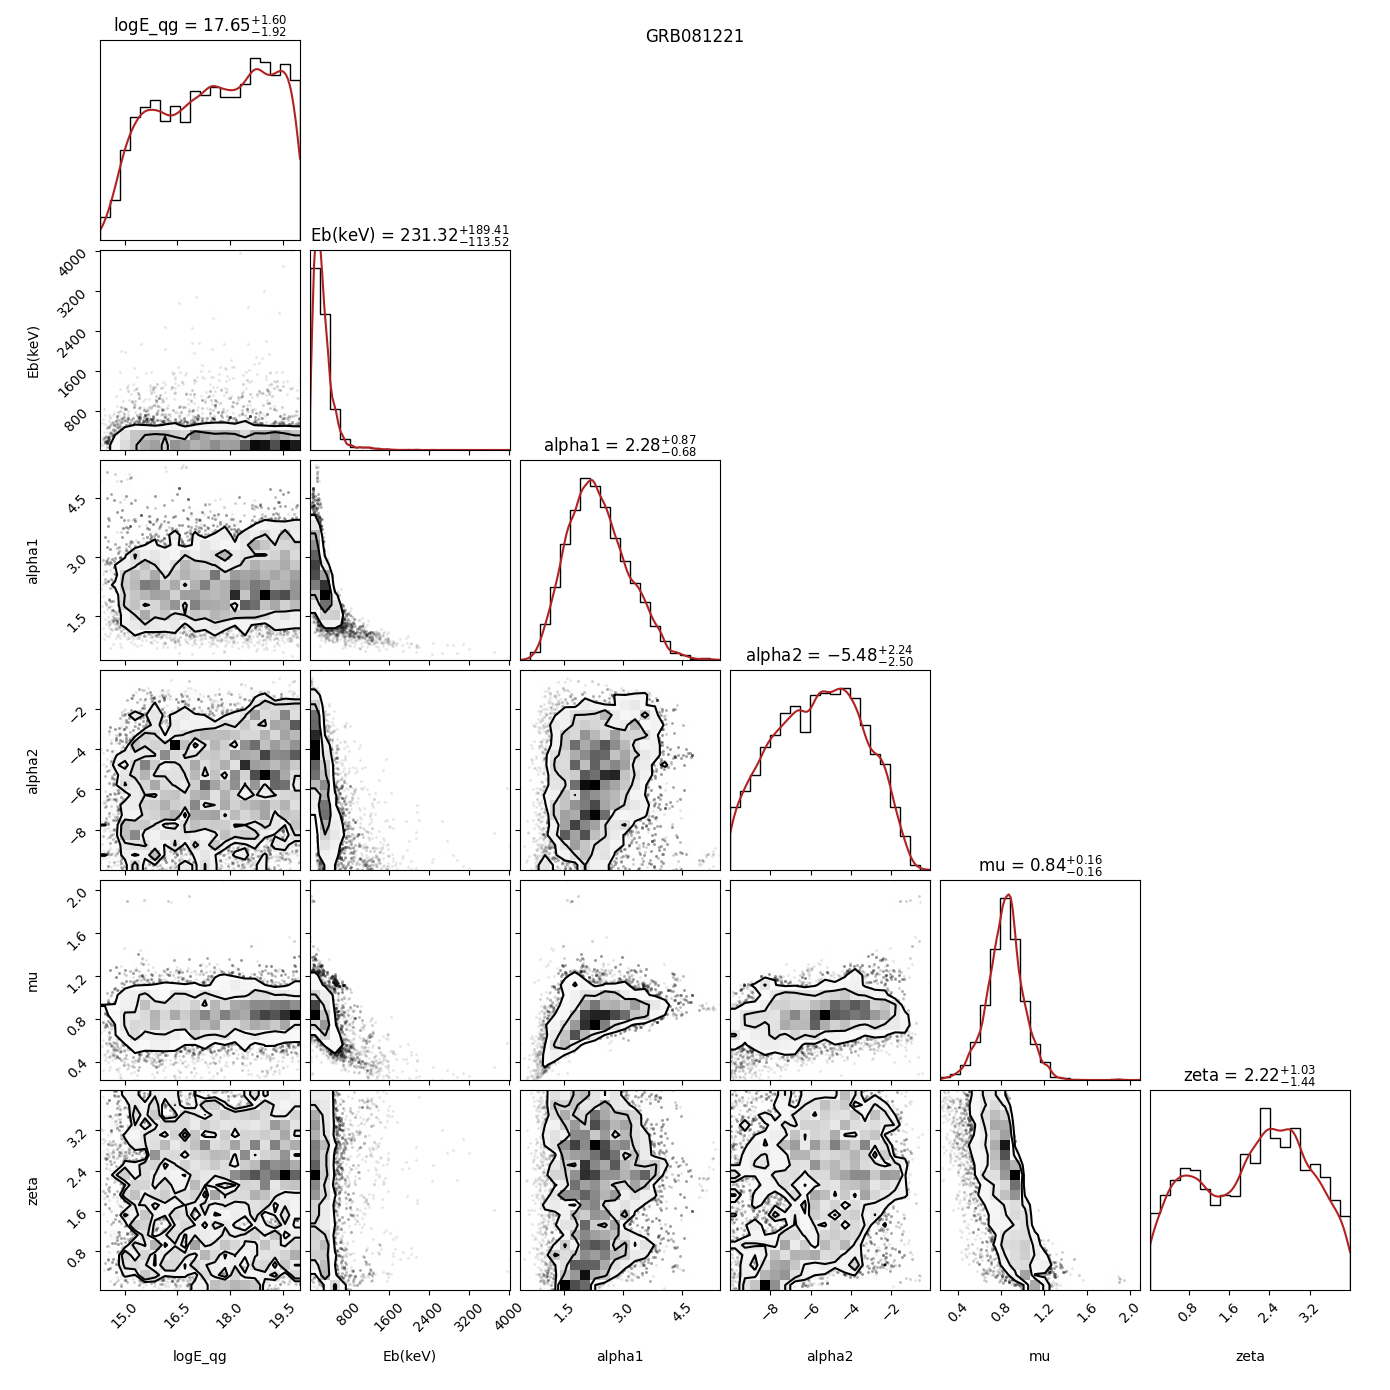 GRB081221
logE_qg = 17.65+1.60 −1.92
Eb(keV) = 231.32+189.41 −113.52
Eb(keV)
4000
3200
2400
1600
800
alpha1 = 2.28+0.87 −0.68
alpha1
4.5
3.0
1.5
alpha2 = −5.48+2.24 −2.50
alpha2
−2
−4
−6
−8
mu = 0.84+0.16 −0.16
mu
2.0
1.6
1.2
0.8
0.4
zeta = 2.22+1.03 −1.44
zeta
3.2
2.4
1.6
0.8
15.0 16.5 18.0 19.5 800 1600 2400 3200 4000 1.5 3.0 4.5 −8 −6 −4 −2 0.4 0.8 1.2 1.6 2.0 0.8 1.6 2.4 3.2
logE_qg Eb(keV) alpha1 alpha2 mu zeta